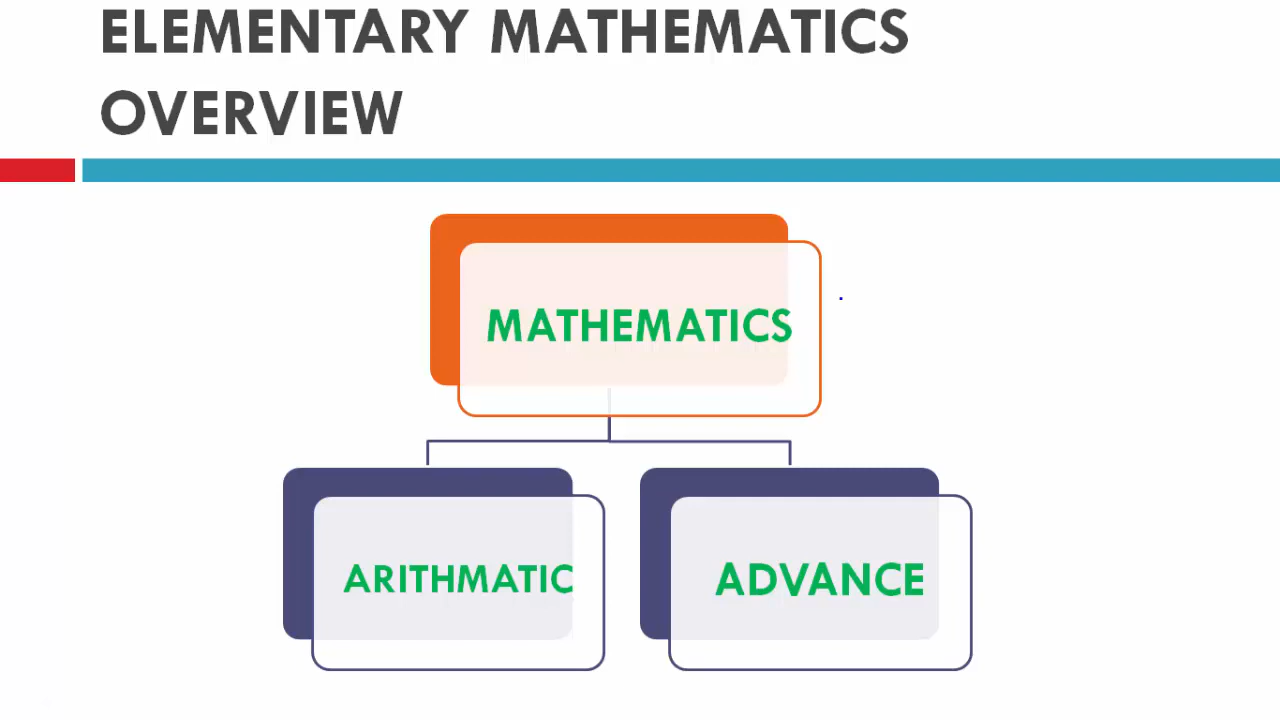 ELEMENTARY MATHEMATICS
OVERVIEW
MATHEMATICS
ARITHMATIC
ADVANCE